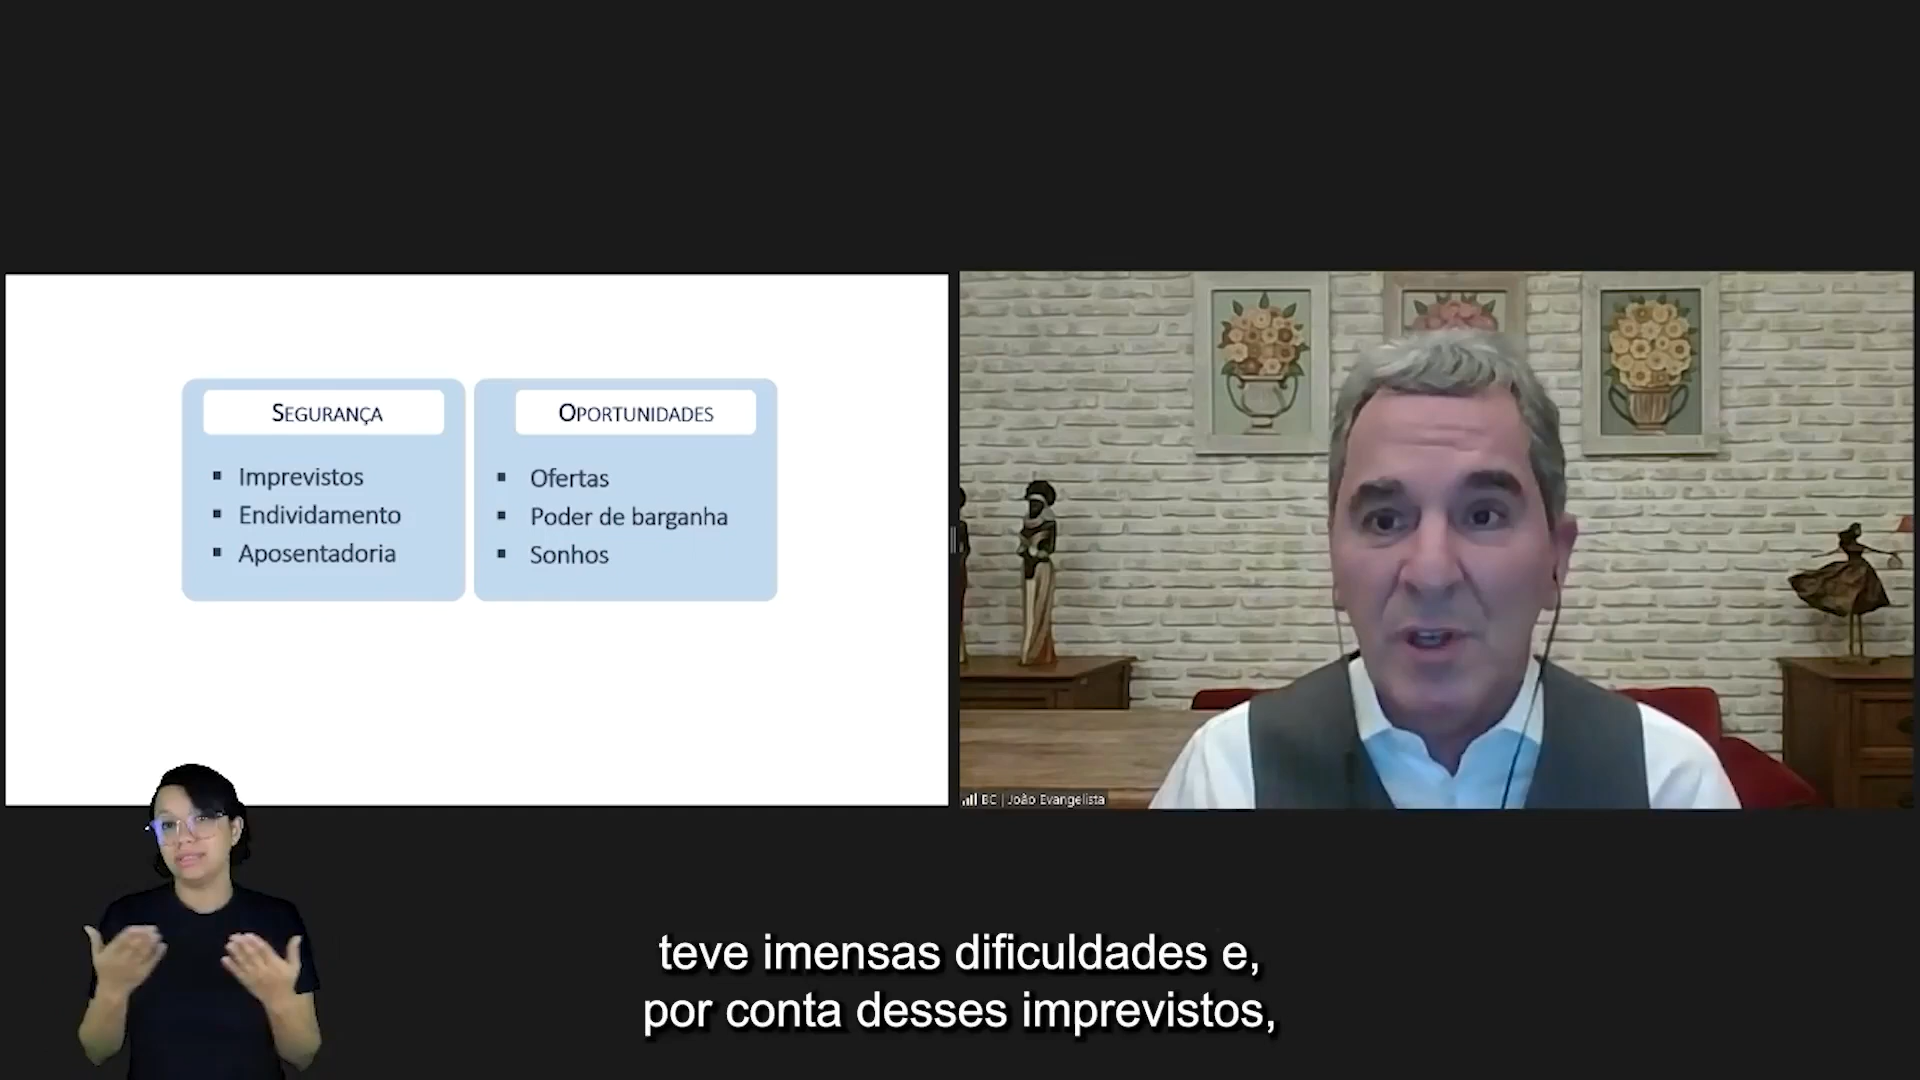 SEGURANÇA
Imprevistos
Endividamento
Aposentadoria
OPORTUNIDADES
Ofertas
Poder de barganha
Sonhos
BC | João Evangelista
teve imensas dificuldades e,
por conta desses imprevistos,